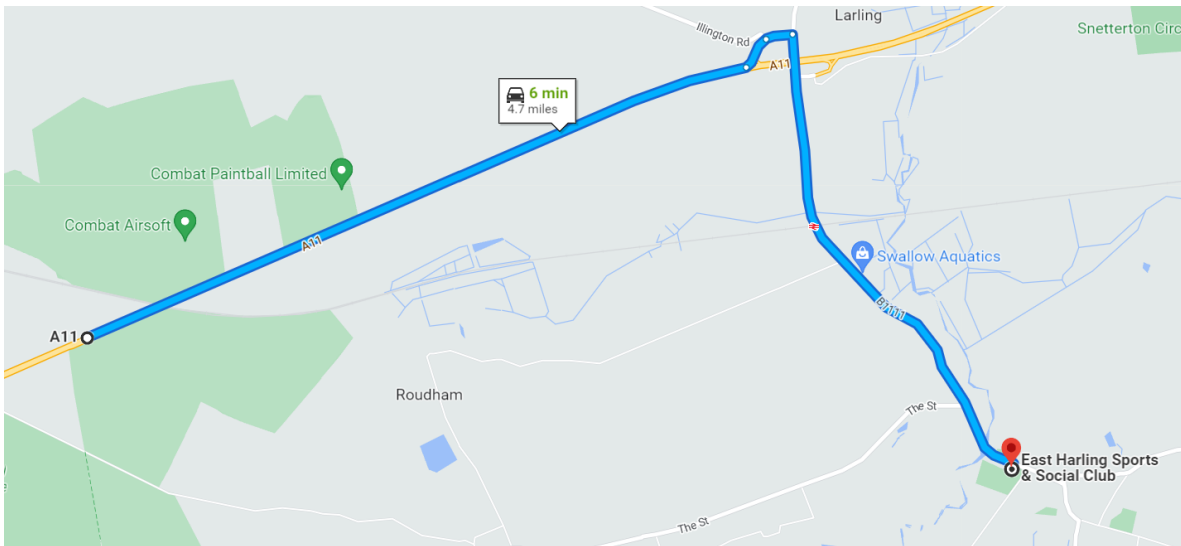 Larling
Illington Rd
Snetterton Circ
A11
6 min
4.7 miles
Combat Paintball Limited
Combat Airsoft
A11
Swallow Aquatics
B1111
A11
Roudham
The St
East Harling Sports
& Social Club
The St